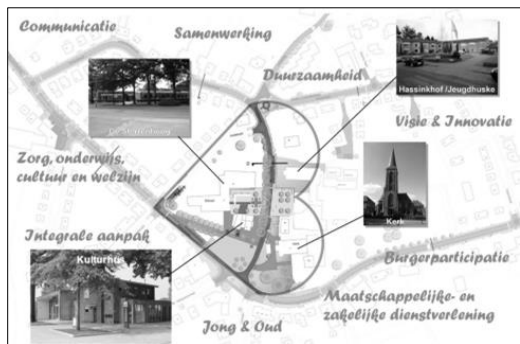 Communicatie
Samenwerking
Duurzaamheid
Hassinkhof/Jeugdhuske
Visie & Innovatie
Zorg, onderwijs,
cultuur en welzijn
Kerk
Integrale aanpak
Kulturhus
Burgerparticipatie
Maatschappelijke- en
zakelijke dienstverlening
Jong & Oud